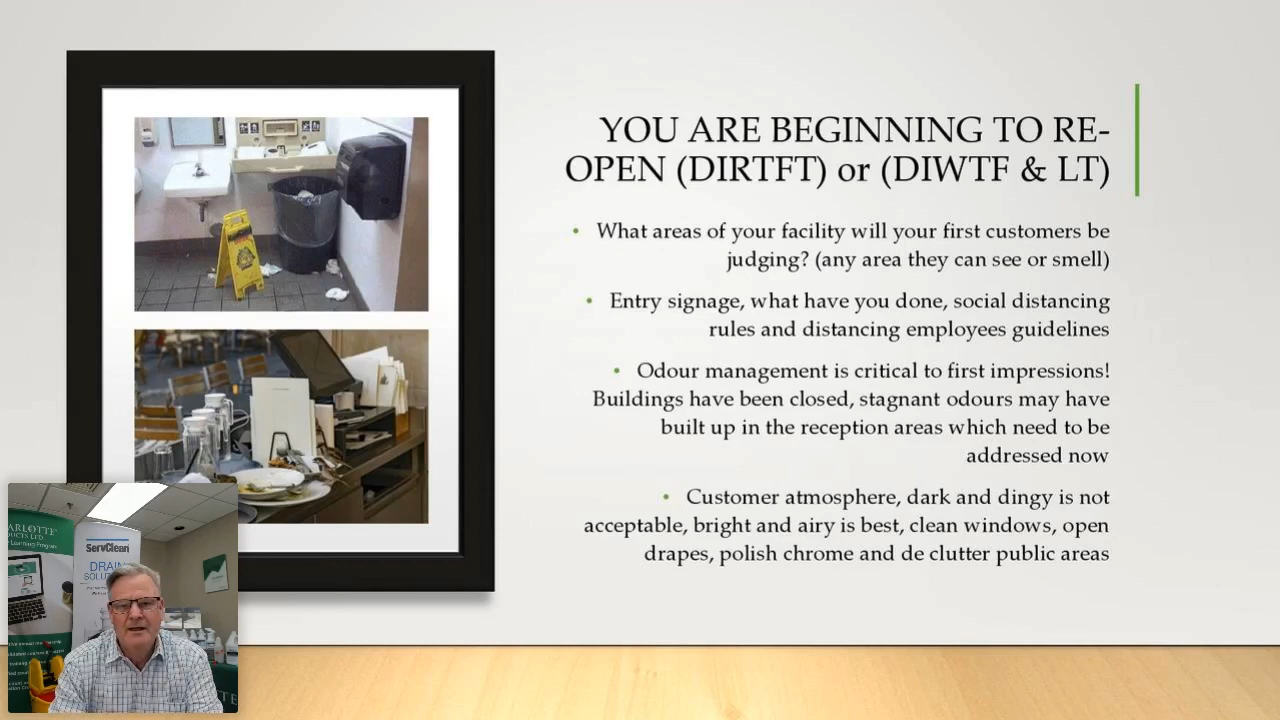 YOU ARE BEGINNING TO RE-
OPEN (DIRTFT) or (DIWTF & LT)
• What areas of your facility will your first customers be
judging? (any area they can see or smell)
• Entry signage, what have you done, social distancing
rules and distancing employees guidelines
• Odour management is critical to first impressions!
Buildings have been closed, stagnant odours may have
built up in the reception areas which need to be
addressed now
• Customer atmosphere, dark and dingy is not
acceptable, bright and airy is best, clean windows, open
drapes, polish chrome and de clutter public areas
ARLOTTE
Learning Program
ServClean
DRAIN